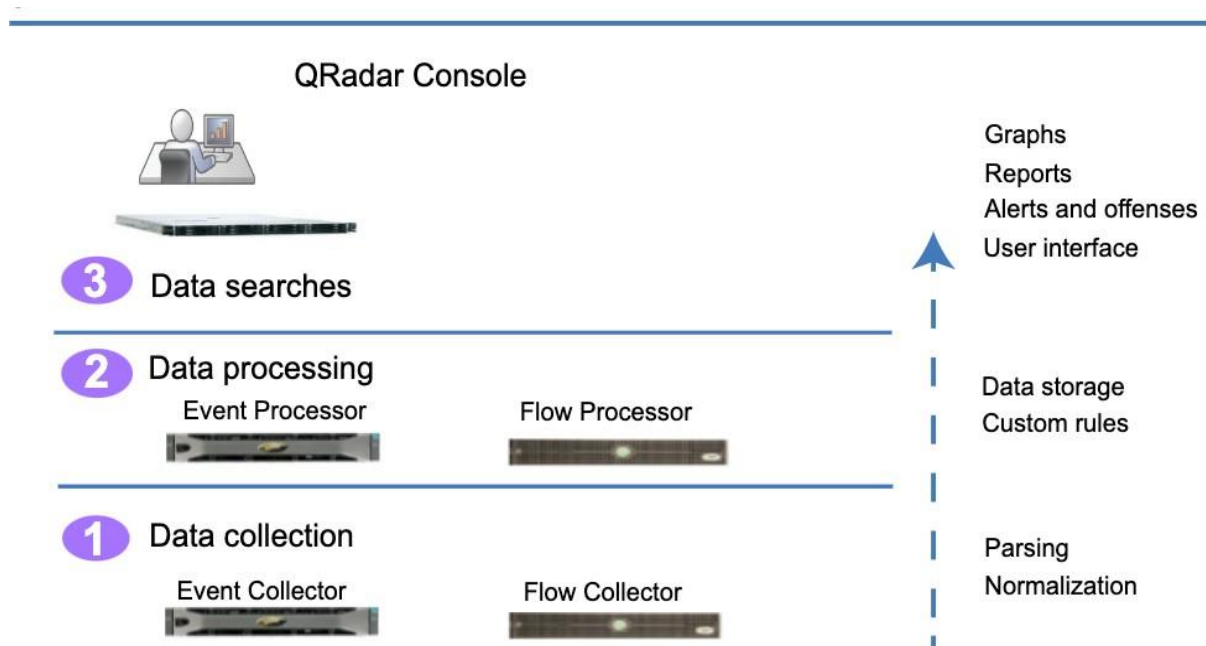 QRadar Console
Graphs
Reports
Alerts and offenses
User interface
3 Data searches
2 Data processing
Event Processor Flow Processor
Data storage
Custom rules
1 Data collection
Event Collector Flow Collector
Parsing
Normalization